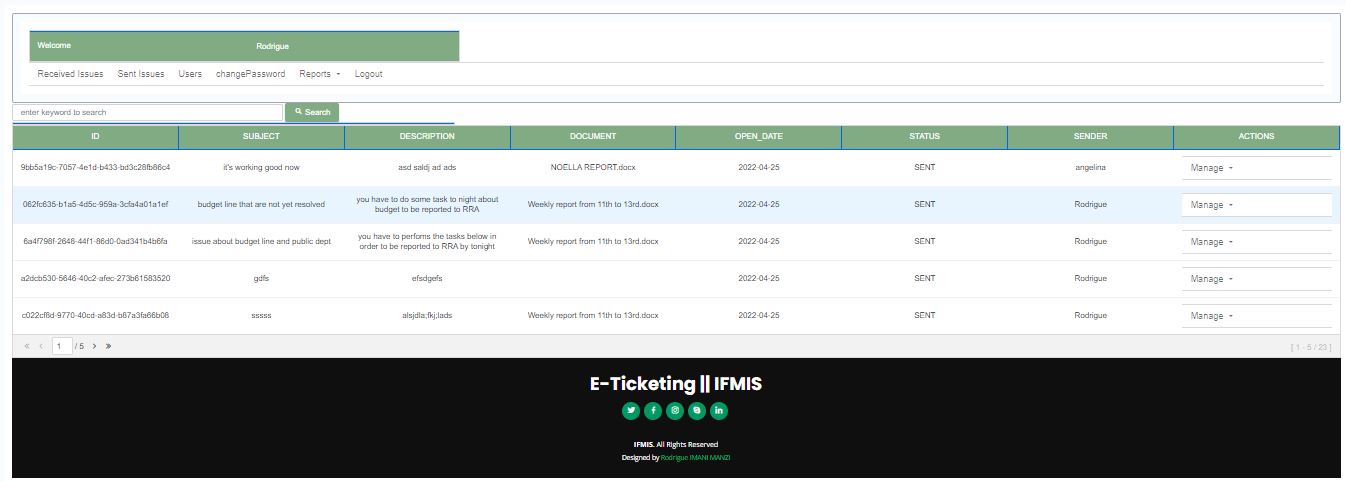 Welcome Rodrigue
Received Issues Sent Issues Users changePassword Reports Logout
enter keyword to search Search
ID SUBJECT DESCRIPTION DOCUMENT OPEN_DATE STATUS SENDER ACTIONS
9bb5a19c-7057-4e1d-b433-bd3c28fb86c4 it's working good now asd saldj ad ads NOELLA REPORT.docx 2022-04-25 SENT angelina Manage
062fc635-b1a5-4d5c-959a-3cfa4a01a1ef budget line that are not yet resolved you have to do some task to night about budget to be reported to RRA Weekly report from 11th to 13rd.docx 2022-04-25 SENT Rodrigue Manage
6a4f798f-2648-44f1-86d0-0ad341b4b6fa issue about budget line and public dept you have to perfoms the tasks below in order to be reported to RRA by tonight Weekly report from 11th to 13rd.docx 2022-04-25 SENT Rodrigue Manage
a2dcb530-5646-40c2-afec-273b61583520 gdfs efsdgefs 2022-04-25 SENT Rodrigue Manage
c022cf8d-9770-40cd-a83d-b87a3fa66b08 sssss alsjdla;fkj;lads Weekly report from 11th to 13rd.docx 2022-04-25 SENT Rodrigue Manage
« ‹ 1 / 5 › » [ 1 - 5 / 23 ]
E-Ticketing || IFMIS
IFMIS. All Rights Reserved
Designed by Rodrigue IMANI MANZI